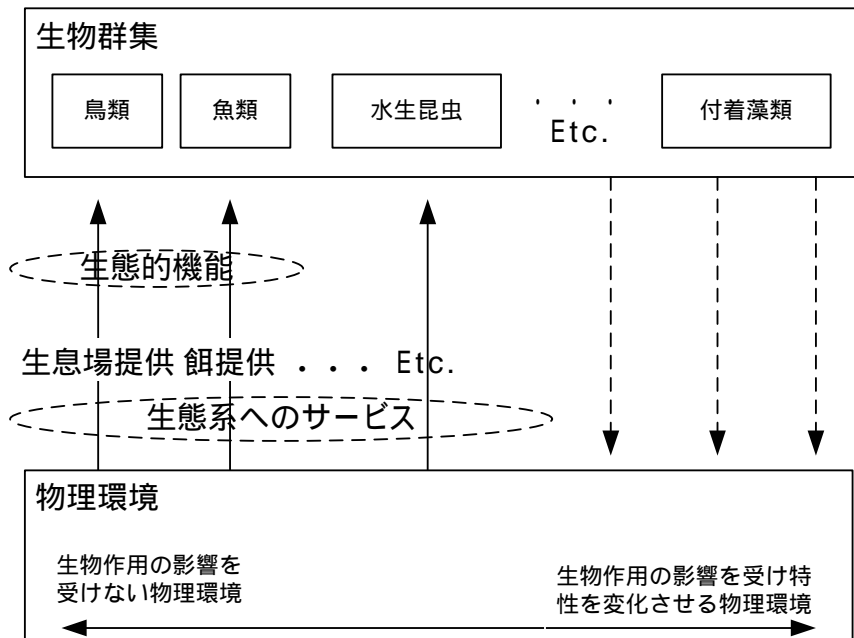 生物群集
鳥類 魚類 水生昆虫 ・ ・ ・ 付着藻類
Etc.
生態的機能
生息場提供 餌提供 ．．． Etc.
生態系へのサービス
物理環境
生物作用の影響を
受けない物理環境
生物作用の影響を受け特
性を変化させる物理環境